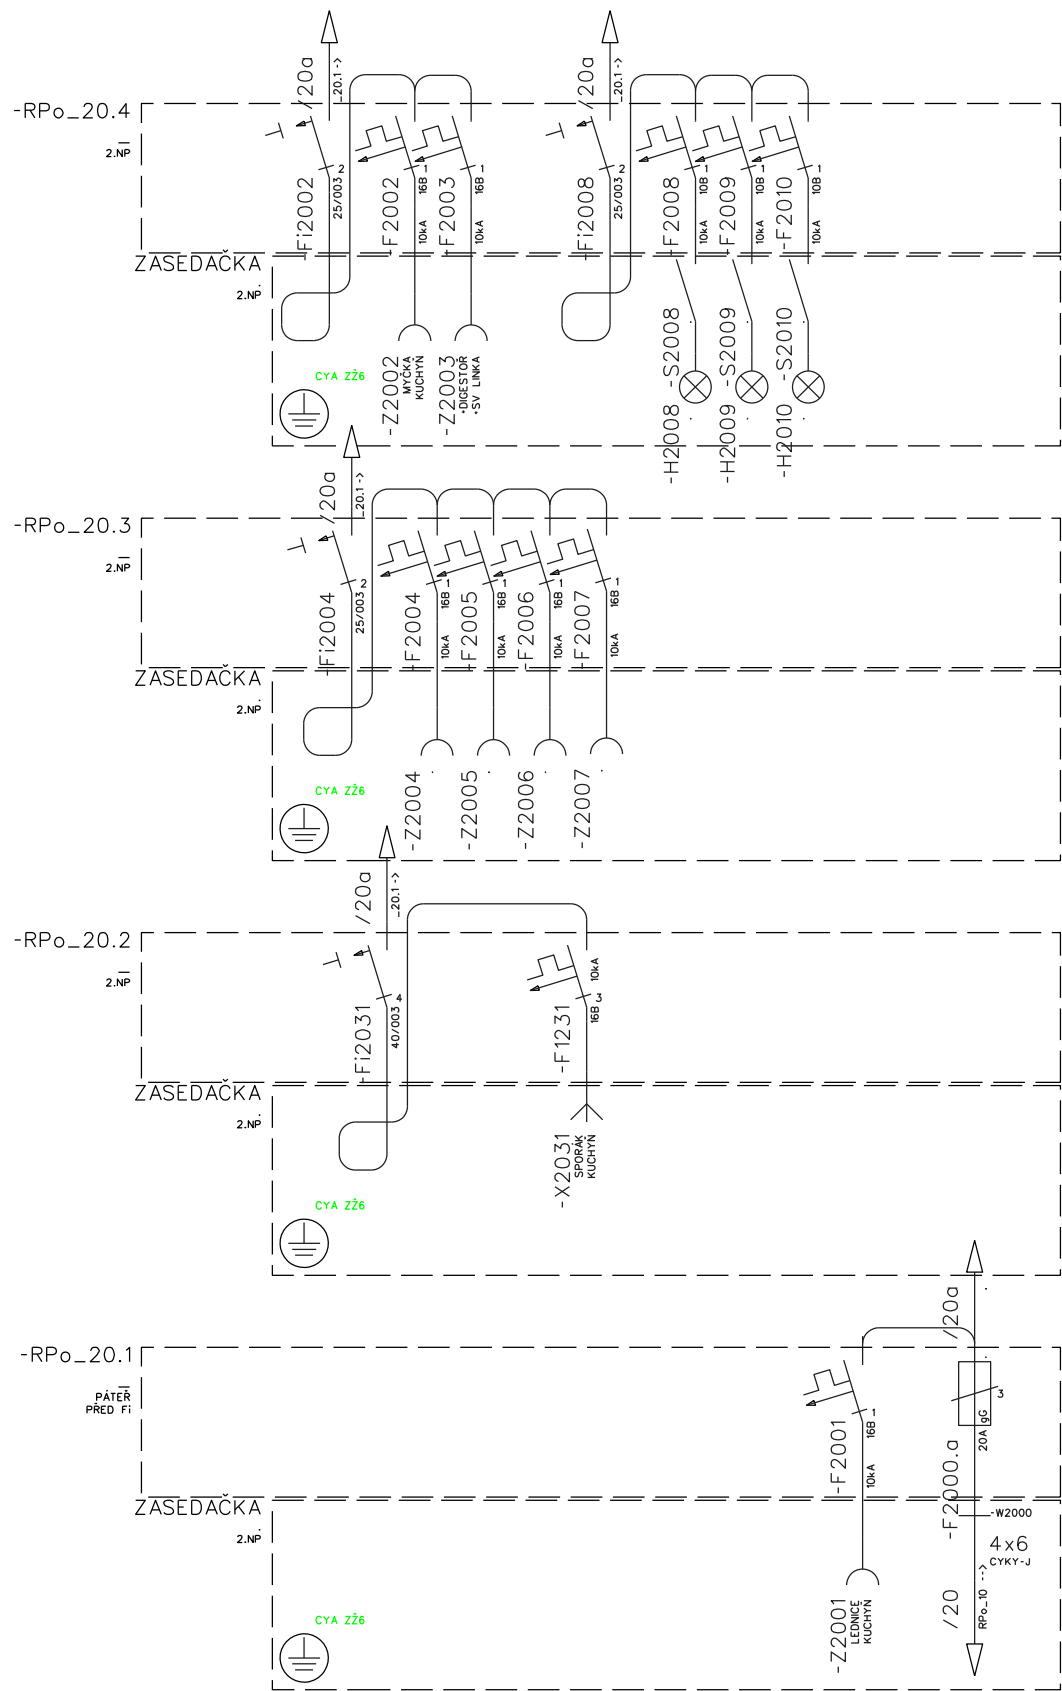 -RPo_20.4
2.NP
/20a
-20.1->
-Fi2002
2
25/003
-F2002
16B 1
10kA
-F2003
16B 1
10kA
/20a
-20.1->
-Fi2008
2
25/003
-F2008
10B 1
10kA
-F2009
10B 1
10kA
-F2010
10B 1
10kA
ZASEDAČKA
2.NP
CYA ZŽ6
-Z2002
MYČKA
KUCHYŇ
-Z2003
+DIGESTOŘ
+SV LINKA
-S2008
-H2008
-S2009
-H2009
-S2010
-H2010
-RPo_20.3
2.NP
/20a
-20.1->
-Fi2004
2
25/003
-F2004
16B 1
10kA
-F2005
16B 1
10kA
-F2006
16B 1
10kA
-F2007
16B 1
10kA
ZASEDAČKA
2.NP
CYA ZŽ6
-Z2004
-Z2005
-Z2006
-Z2007
-RPo_20.2
2.NP
/20a
-20.1->
-Fi2031
4
40/003
-F1231
10kA
16B 3
ZASEDAČKA
2.NP
CYA ZŽ6
-X2031
SPORÁK
KUCHYŇ
-RPo_20.1
PÁTEŘ
PŘED Fi
/20a
-F2001
16B 1
10kA
-F2000.a
20A gG
3
ZASEDAČKA
2.NP
CYA ZŽ6
-Z2001
LEDNICE
KUCHYŇ
-W2000
4x6
CYKY-J
/20
RPo_10 -->